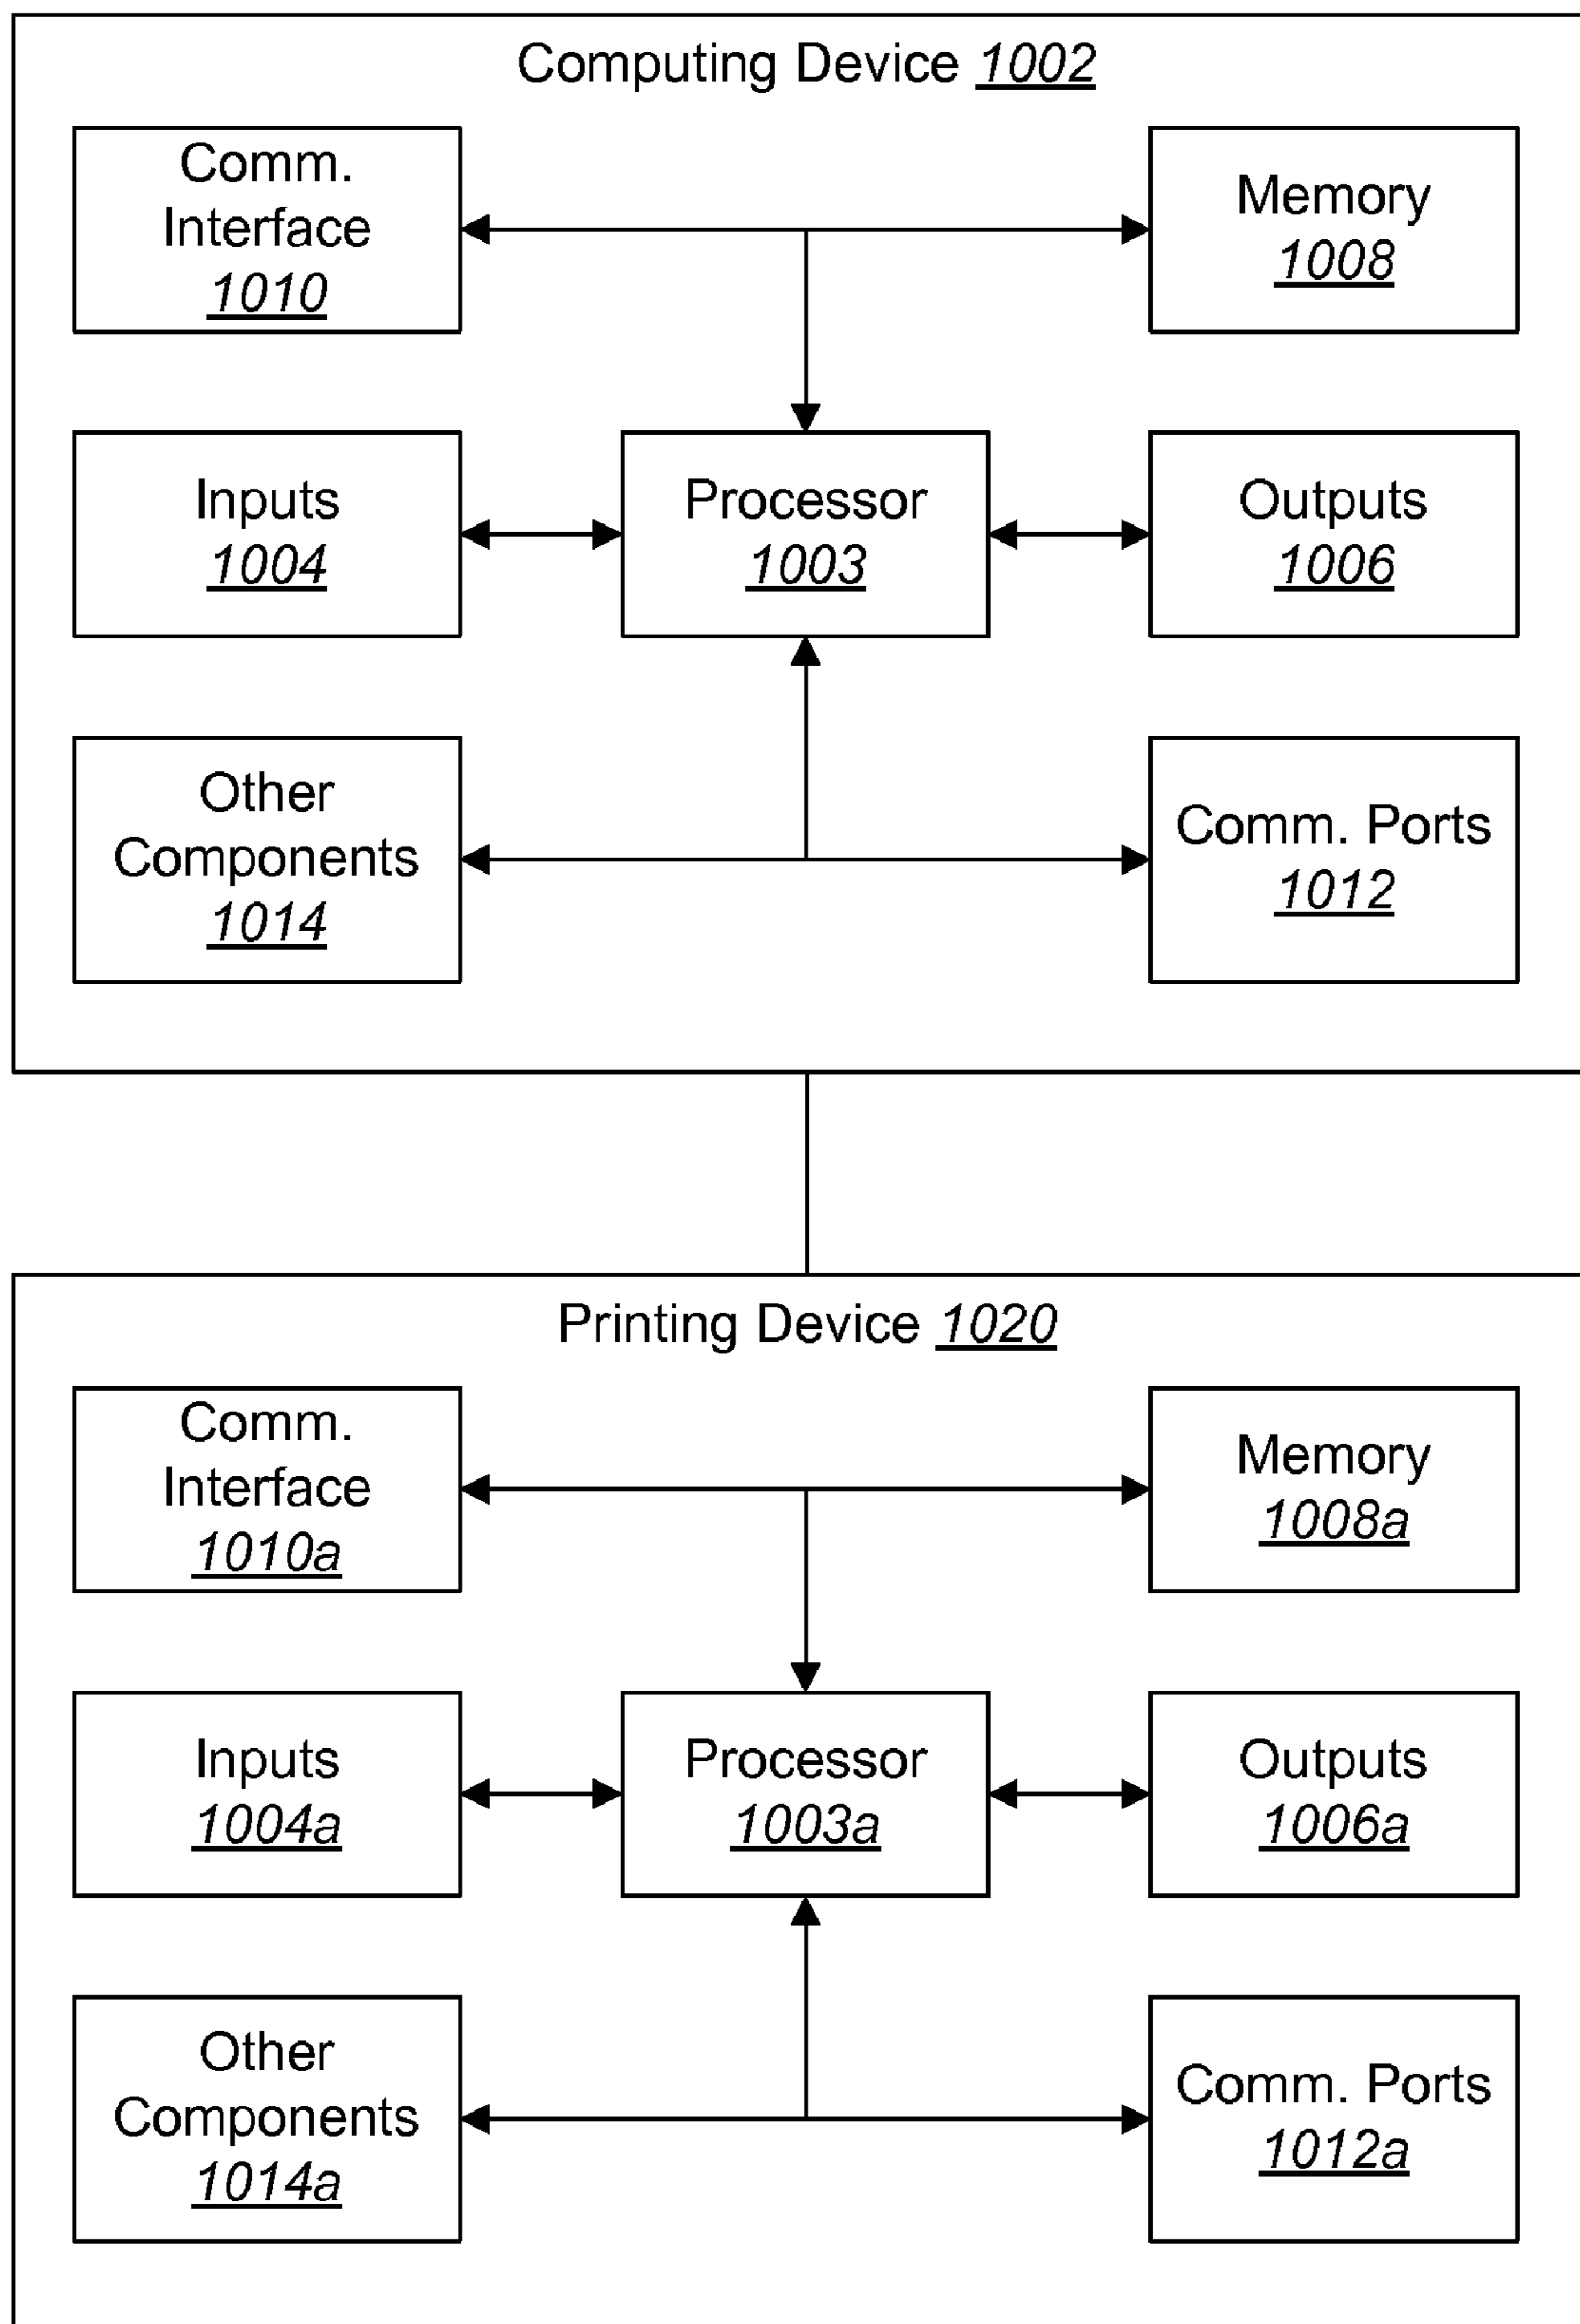 Computing Device 1002
Comm.
Interface
1010
Memory
1008
Inputs
1004
Processor
1003
Outputs
1006
Other
Components
1014
Comm. Ports
1012
Printing Device 1020
Comm.
Interface
1010a
Memory
1008a
Inputs
1004a
Processor
1003a
Outputs
1006a
Other
Components
1014a
Comm. Ports
1012a